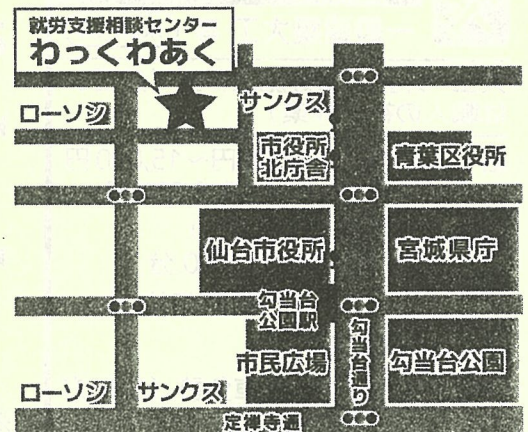 就労支援相談センター
わっくわあく
ローソン
サンクス
市役所
北庁舎
青葉区役所
仙台市役所
宮城県庁
勾当台
公園駅
市民広場
勾当台通り
勾当台公園
ローソン
サンクス
定禅寺通